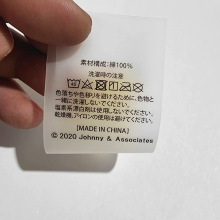 素材構成:綿100%
洗濯時の注意
色落ちや色移りを避けるために、色物と
一緒に洗濯しないでください。
塩素系漂白剤は使用しないでください。
乾燥機、アイロンの使用は避けてください。
【MADE IN CHINA】
© 2020 Johnny & Associates